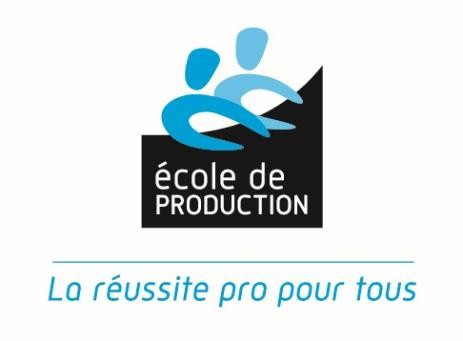 école de
PRODUCTION
La réussite pro pour tous